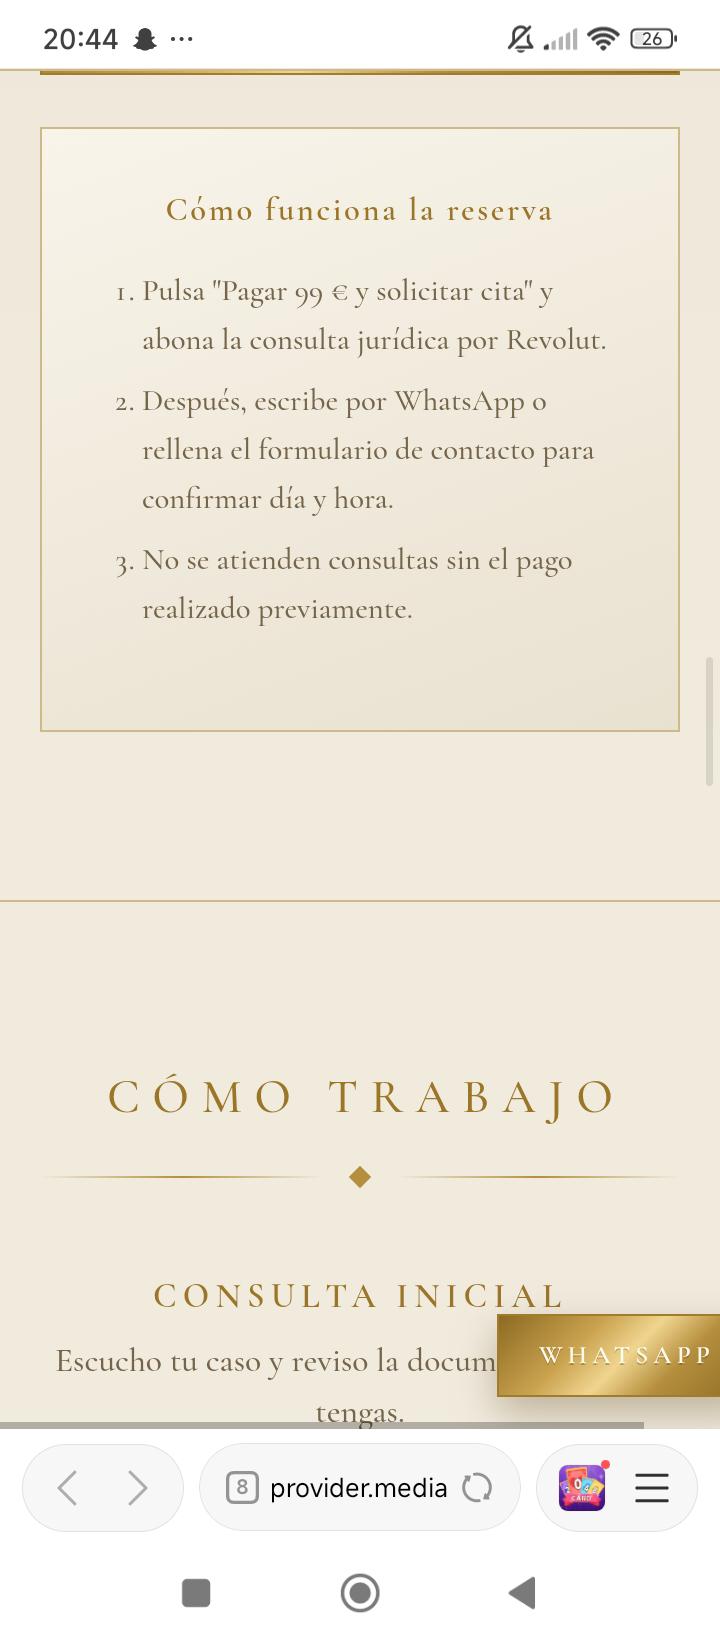 20:44
26
Cómo funciona la reserva
1. Pulsa "Pagar 99 € y solicitar cita" y
abona la consulta jurídica por Revolut.
2. Después, escribe por WhatsApp o
rellena el formulario de contacto para
confirmar día y hora.
3. No se atienden consultas sin el pago
realizado previamente.
CÓMO TRABAJO
CONSULTA INICIAL
Escucho tu caso y reviso la docum
WHATSAPP
tengas.
8 provider.media